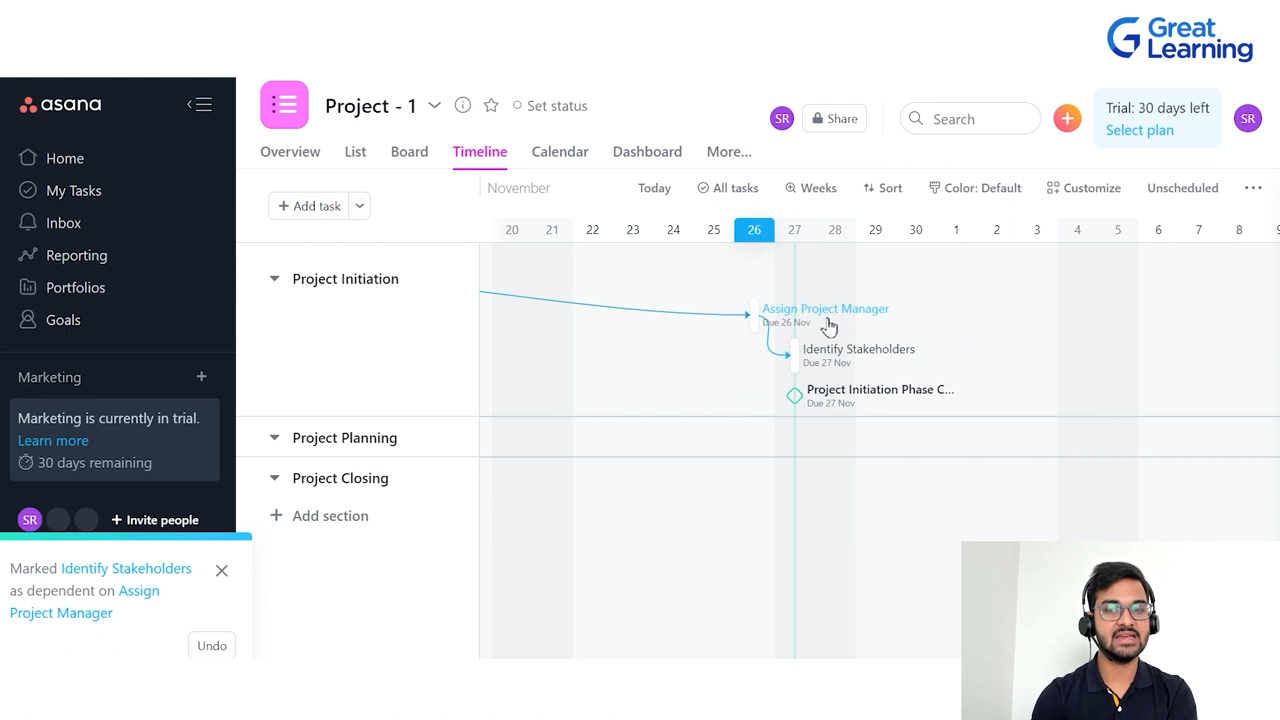 Great
Learning
asana
Project - 1
Set status
SR
Share
Search
Trial: 30 days left
Select plan
SR
Home
My Tasks
Inbox
Reporting
Portfolios
Goals
Overview
List
Board
Timeline
Calendar
Dashboard
More...
Add task
November
Today
All tasks
Weeks
Sort
Color: Default
Customize
Unscheduled
20 21 22 23 24 25 26 27 28 29 30 1 2 3 4 5 6 7 8
Project Initiation
Assign Project Manager
Due 26 Nov
Identify Stakeholders
Due 27 Nov
Project Initiation Phase C...
Due 27 Nov
Project Planning
Project Closing
+ Add section
Marketing +
Marketing is currently in trial.
Learn more
30 days remaining
SR
+ Invite people
Marked Identify Stakeholders
as dependent on Assign
Project Manager
Undo